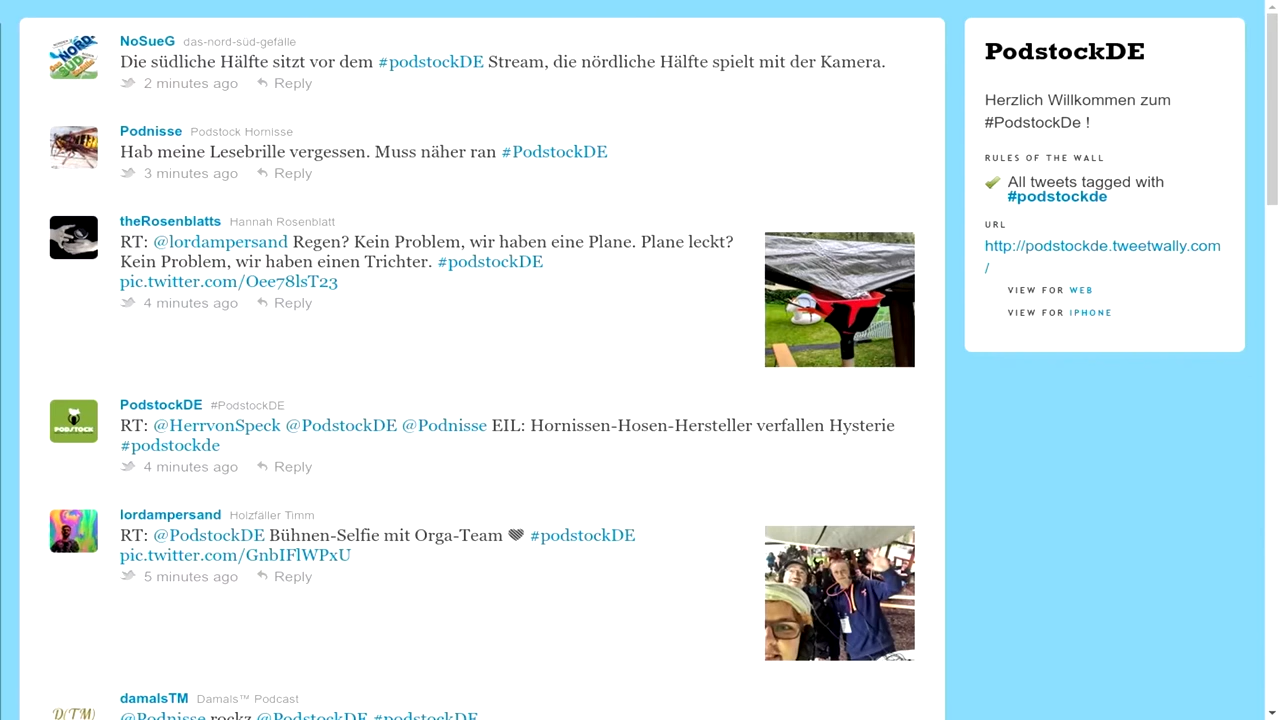 NoSueG das-nord-süd-gefälle
Die südliche Hälfte sitzt vor dem #podstockDE Stream, die nördliche Hälfte spielt mit der Kamera.
2 minutes ago Reply
Podnisse Podstock Hornisse
Hab meine Lesebrille vergessen. Muss näher ran #PodstockDE
3 minutes ago Reply
theRosenblatts Hannah Rosenblatt
RT: @lordampersand Regen? Kein Problem, wir haben eine Plane. Plane leckt?
Kein Problem, wir haben einen Trichter. #podstockDE
pic.twitter.com/Oee78lsT23
4 minutes ago Reply
PODSTOCK
PodstockDE #PodstockDE
RT: @HerrvonSpeck @PodstockDE @Podnisse EIL: Hornissen-Hosen-Hersteller verfallen Hysterie
#podstockde
4 minutes ago Reply
lordampersand Holzfäller Timm
RT: @PodstockDE Bühnen-Selfie mit Orga-Team #podstockDE
pic.twitter.com/GnbIFlWPxU
5 minutes ago Reply
D(TM)
damalsTM Damals™ Podcast
@Podnisse rockz @PodstockDE #podstockDE
PodstockDE
Herzlich Willkommen zum
#PodstockDe !
RULES OF THE WALL
All tweets tagged with
#podstockde
URL
http://podstockde.tweetwally.com
/
VIEW FOR WEB
VIEW FOR IPHONE